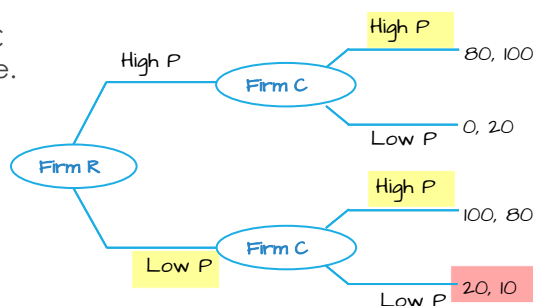 e.
High P
High P
Firm C
80, 100
Low P
0, 20
Firm R
High P
Low P
Firm C
100, 80
Low P
20, 10